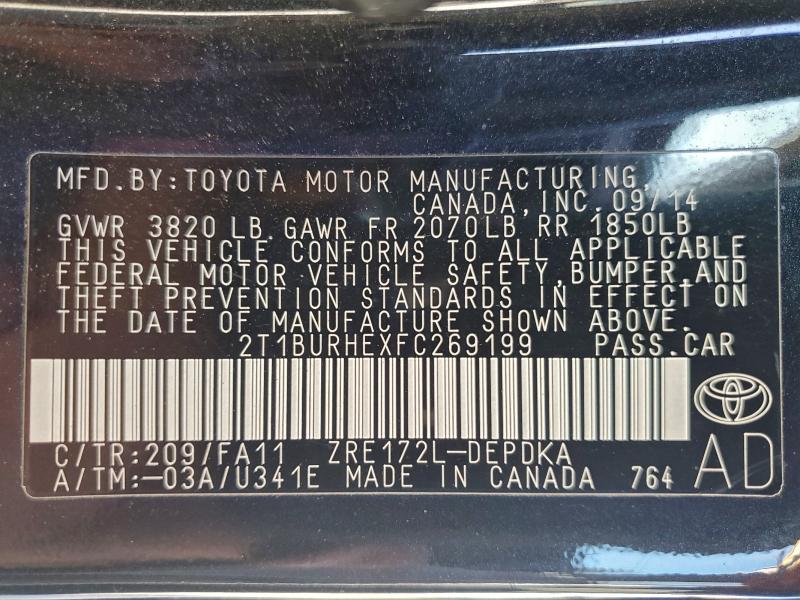 MFD.BY:TOYOTA MOTOR MANUFACTURING,
CANADA, INC. 09/14
GVWR 3820 LB. GAWR FR 2070LB, RR 1850LB
THIS VEHICLE CONFORMS TO ALL APPLICABLE
FEDERAL MOTOR VEHICLE SAFETY, BUMPER, AND
THEFT PREVENTION STANDARDS IN EFFECT ON
THE DATE OF MANUFACTURE SHOWN ABOVE.
2T1BURHEXFC269199 PASS.CAR
C/TR:209/FA11 ZRE172L-DEPDKA
A/TM:-03A/U341E MADE IN CANADA 764
AD